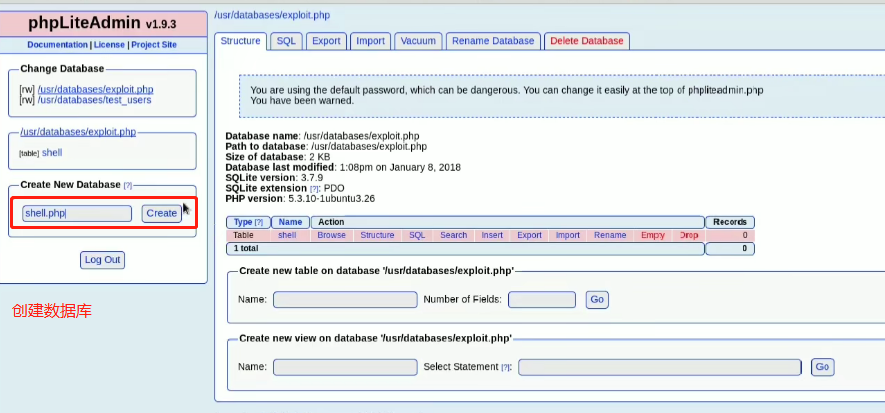 phpLiteAdmin v1.9.3
Documentation | License | Project Site
Change Database
[rw] /usr/databases/exploit.php
[rw] /usr/databases/test_users
/usr/databases/exploit.php
[table] shell
Create New Database [?]
shell.php
Create
Log Out
创建数据库
/usr/databases/exploit.php
Structure SQL Export Import Vacuum Rename Database Delete Database
You are using the default password, which can be dangerous. You can change it easily at the top of phpliteadmin.php
You have been warned.
Database name: /usr/databases/exploit.php
Path to database: /usr/databases/exploit.php
Size of database: 2 KB
Database last modified: 1:08pm on January 8, 2018
SQLite version: 3.7.9
SQLite extension [?]: PDO
PHP version: 5.3.10-1ubuntu3.26
Type [?] Name Action Records
Table shell Browse Structure SQL Search Insert Export Import Rename Empty Drop 0
1 total 0
Create new table on database '/usr/databases/exploit.php'
Name: Number of Fields: Go
Create new view on database '/usr/databases/exploit.php'
Name: Select Statement [?]: Go